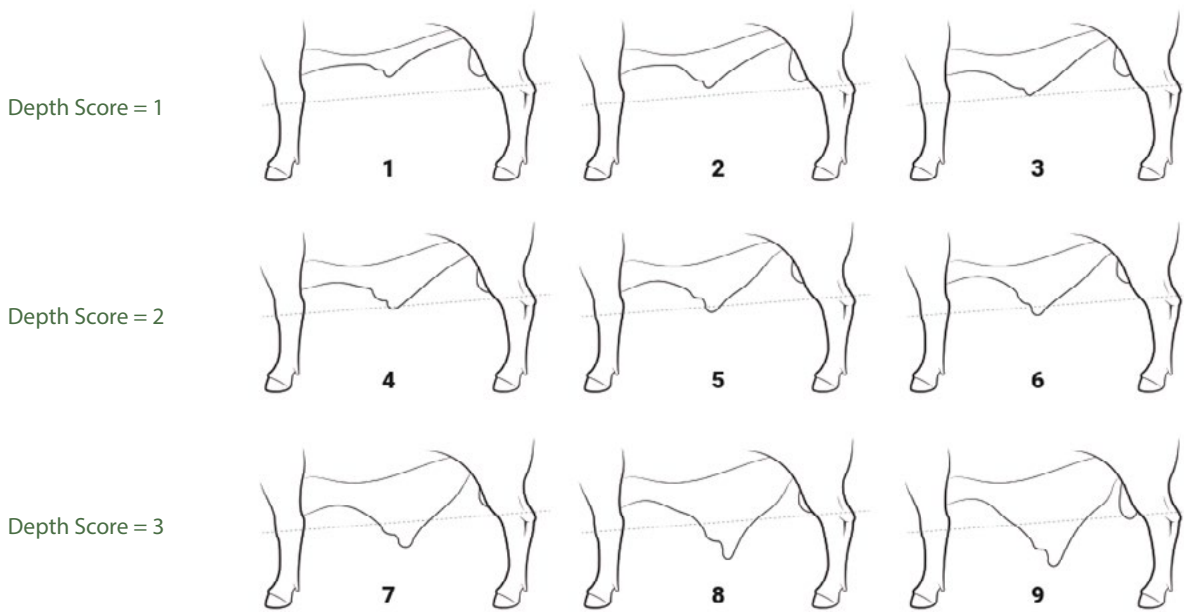 Depth Score = 1
1 2 3
Depth Score = 2
4 5 6
Depth Score = 3
7 8 9